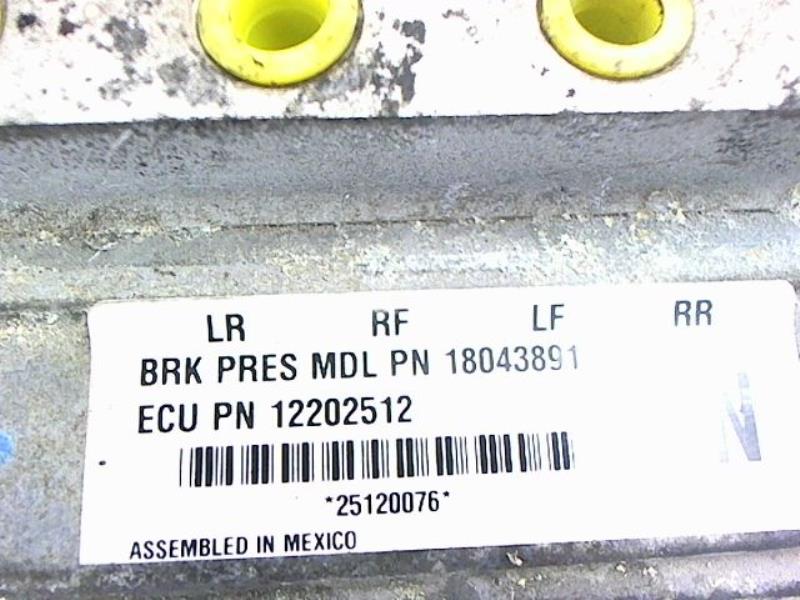 LR RF LF RR
BRK PRES MDL PN 18043891
ECU PN 12202512
N
*25120076*
ASSEMBLED IN MEXICO